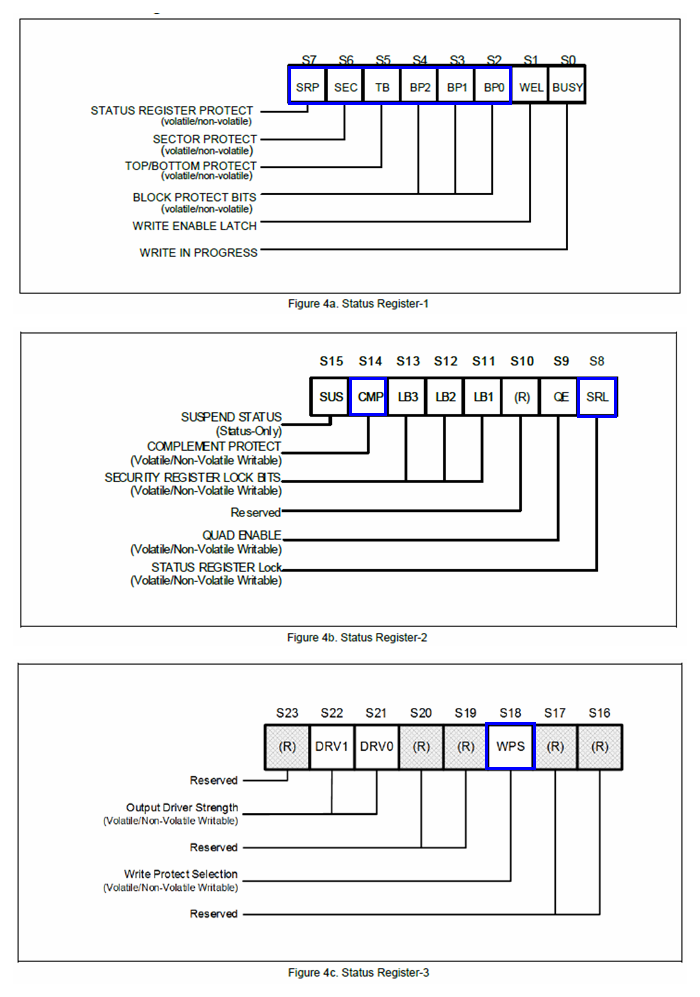 S7 S6 S5 S4 S3 S2 S1 S0
SRP SEC TB BP2 BP1 BP0 WEL BUSY
STATUS REGISTER PROTECT
(volatile/non-volatile)
SECTOR PROTECT
(volatile/non-volatile)
TOP/BOTTOM PROTECT
(volatile/non-volatile)
BLOCK PROTECT BITS
(volatile/non-volatile)
WRITE ENABLE LATCH
WRITE IN PROGRESS
Figure 4a. Status Register-1
S15 S14 S13 S12 S11 S10 S9 S8
SUS CMP LB3 LB2 LB1 (R) QE SRL
SUSPEND STATUS
(Status-Only)
COMPLEMENT PROTECT
(Volatile/Non-Volatile Writable)
SECURITY REGISTER LOCK BITS
(Volatile/Non-Volatile Writable)
Reserved
QUAD ENABLE
(Volatile/Non-Volatile Writable)
STATUS REGISTER Lock
(Volatile/Non-Volatile Writable)
Figure 4b. Status Register-2
S23 S22 S21 S20 S19 S18 S17 S16
(R) DRV1 DRV0 (R) (R) WPS (R) (R)
Reserved
Output Driver Strength
(Volatile/Non-Volatile Writable)
Reserved
Write Protect Selection
(Volatile/Non-Volatile Writable)
Reserved
Figure 4c. Status Register-3